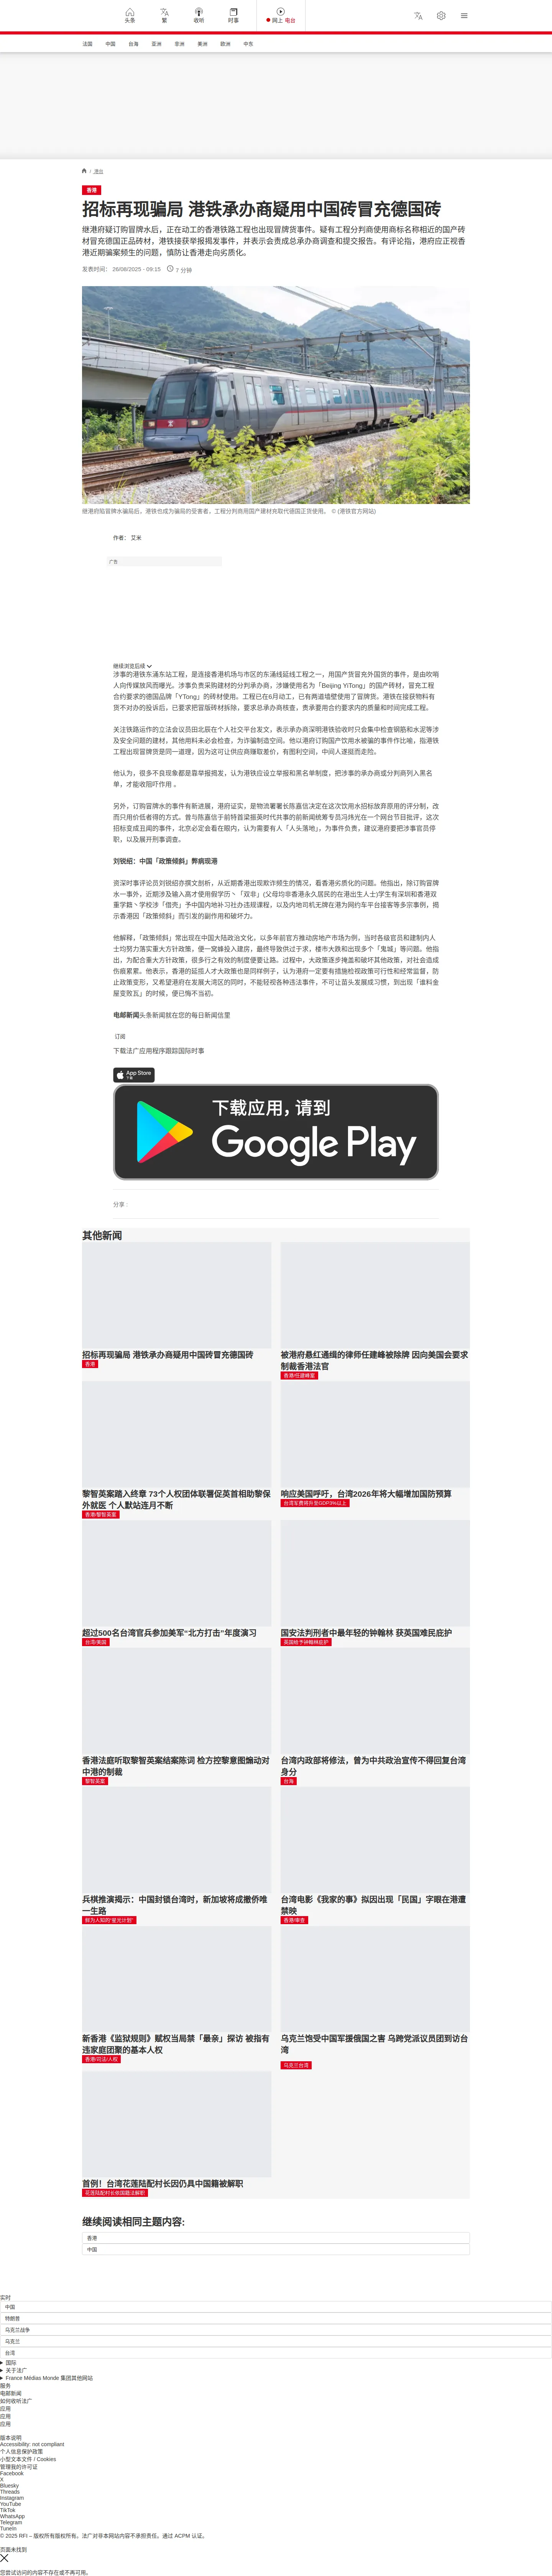 头条
繁
收听
时事
网上 电台
法国
中国
台海
亚洲
非洲
美洲
欧洲
中东
/ 港台
香港
招标再现骗局 港铁承办商疑用中国砖冒充德国砖
继港府疑订购冒牌水后，正在动工的香港铁路工程也出现冒牌货事件。疑有工程分判商使用商标名称相近的国产砖
材冒充德国正品砖材，港铁接获举报揭发事件，并表示会责成总承办商调查和提交报告。有评论指，港府应正视香
港近期骗案频生的问题，慎防让香港走向劣质化。
发表时间： 26/08/2025 - 09:15
7 分钟
继港府陷冒牌水骗局后，港铁也成为骗局的受害者，工程分判商用国产建材充取代德国正货使用。 © (港铁官方网站)
作者： 艾米
广告
继续浏览后续
涉事的港铁东涌东站工程，是连接香港机场与市区的东涌线延线工程之一，用国产货冒充外国货的事件，是由吹哨
人向传媒放风而曝光。涉事负责采购建材的分判承办商，涉嫌使用名为「Beijing YiTong」的国产砖材，冒充工程
合约要求的德国品牌「YTong」的砖材使用。工程已在6月动工，已有两道墙壁使用了冒牌货。港铁在接获物料有
货不对办的投诉后，已要求把冒版砖材拆除，要求总承办商核查，责承要用合约要求内的质量和时间完成工程。
关注铁路运作的立法会议员田北辰在个人社交平台发文，表示承办商深明港铁验收时只会集中检查钢筋和水泥等涉
及安全问题的建材，其他用料未必会检查，为诈骗制造空间。他以港府订购国产饮用水被骗的事件作比喻，指港铁
工程出现冒牌货是同一道理，因为这可让供应商赚取差价，有图利空间，中间人遂挺而走险。
他认为，很多不良现象都是靠举报揭发，认为港铁应设立举报和黑名单制度，把涉事的承办商或分判商列入黑名
单，才能收阻吓作用 。
另外，订购冒牌水的事件有新进展，港府证实，是物流署署长陈嘉信决定在这次饮用水招标放弃原用的评分制，改
而只用价低者得的方式。曾与陈嘉信于前特首梁振英时代共事的前新闻统筹专员冯炜光在一个网台节目批评，这次
招标变成丑闻的事件，北京必定会看在眼内，认为需要有人「人头落地」，为事件负责，建议港府要把涉事官员停
职，以及展开刑事调查。
刘锐绍：中国「政策倾斜」弊病现港
资深时事评论员刘锐绍亦撰文剖析，从近期香港出现欺诈频生的情况，看香港劣质化的问题。他指出，除订购冒牌
水一事外，近期涉及输入高才使用假学历丶「双非」(父母均非香港永久居民的在港出生人士)学生有深圳和香港双
重学籍丶学校涉「借壳」予中国内地补习社办违规课程，以及内地司机无牌在港为网约车平台接客等多宗事例，揭
示香港因「政策倾斜」而引发的副作用和破坏力。
他解释，「政策倾斜」常出现在中国大陆政治文化，以多年前官方推动房地产市场为例，当时各级官员和建制内人
士均努力落实重大方针政策，便一窝蜂投入建房，最终导致供过于求，楼市大跌和出现多个「鬼城」等问题。他指
出，为配合重大方针政策，很多行之有效的制度便要让路。过程中，大政策逐步掩盖和破坏其他政策，对社会造成
伤痕累累。他表示，香港的延揽人才大政策也是同样例子，认为港府一定要有措施检视政策可行性和经常监督，防
止政策变形，又希望港府在发展大湾区的同时，不能轻视各种违法事件，不可让苗头发展成习惯，到出现「谁料金
屋变败瓦」的时候，便已悔不当初。
电邮新闻头条新闻就在您的每日新闻信里
订阅
下载法广应用程序跟踪国际时事
App Store
下载
下载应用，请到
Google Play
分享 :
其他新闻
招标再现骗局 港铁承办商疑用中国砖冒充德国砖
香港
被港府悬红通缉的律师任建峰被除牌 因向美国会要求
制裁香港法官
香港/任建峰案
黎智英案踏入终章 73个人权团体联署促英首相助黎保
外就医 个人默站连月不断
香港/黎智英案
响应美国呼吁，台湾2026年将大幅增加国防预算
台湾军费将升至GDP3%以上
超过500名台湾官兵参加美军“北方打击”年度演习
台湾/美国
国安法判刑者中最年轻的钟翰林 获英国难民庇护
英国给予钟翰林庇护
香港法庭听取黎智英案结案陈词 检方控黎意图煽动对
中港的制裁
黎智英案
台湾内政部将修法，曾为中共政治宣传不得回复台湾
身分
台海
兵棋推演揭示：中国封锁台湾时，新加坡将成撤侨唯
一生路
鲜为人知的“星光计划”
台湾电影《我家的事》拟因出现「民国」字眼在港遭
禁映
香港/审查
新香港《监狱规则》赋权当局禁「最亲」探访 被指有
违家庭团聚的基本人权
香港/司法/人权
乌克兰饱受中国军援俄国之害 乌跨党派议员团到访台
湾
乌克兰台湾
首例！台湾花莲陆配村长因仍具中国籍被解职
花莲陆配村长依国籍法解职
继续阅读相同主题内容:
香港
中国
实时
中国
特朗普
乌克兰战争
乌克兰
台湾
国际
关于法广
France Médias Monde 集团其他网站
服务
电邮新闻
如何收听法广
应用
应用
应用
版本说明
Accessibility: not compliant
个人信息保护政策
小型文本文件 / Cookies
管理我的许可证
Facebook
X
Bluesky
Threads
Instagram
YouTube
TikTok
WhatsApp
Telegram
TuneIn
© 2025 RFI – 版权所有版权所有。法广对非本网站内容不承担责任。通过 ACPM 认证。
页面未找到
您尝试访问的内容不存在或不再可用。